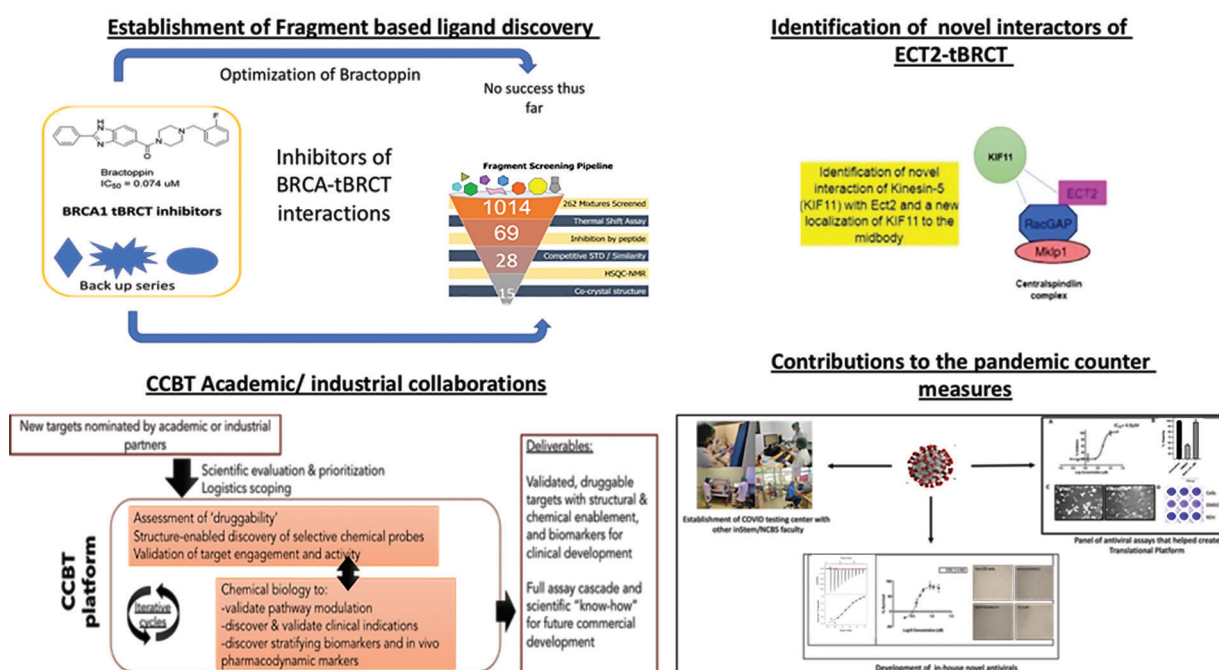 Establishment of Fragment based ligand discovery
Optimization of Bractoppin
No success thus
far
NH
N
N
N
O
F
Bractoppin
IC50 = 0.074 uM
BRCA1 tBRCT inhibitors
Back up series
Inhibitors of
BRCA-tBRCT
interactions
Fragment Screening Pipeline
1014
262 Mixtures Screened
Thermal Shift Assay
69
Inhibition by peptide
28
Competitive STD / Similarity
HSQC-NMR
15
Co-crystal structure
Identification of novel interactors of
ECT2-tBRCT
Identification of novel
interaction of Kinesin-5
(KIF11) with Ect2 and a new
localization of KIF11 to the
midbody
KIF11
ECT2
RacGAP
Mklp1
Centralspindlin
complex
CCBT Academic/ industrial collaborations
New targets nominated by academic or industrial
partners
Scientific evaluation & prioritization
Logistics scoping
CCBT
platform
Assessment of 'druggability'
Structure-enabled discovery of selective chemical probes
Validation of target engagement and activity
Iterative
cycles
Chemical biology to:
-validate pathway modulation
-discover & validate clinical indications
-discover stratifying biomarkers and in vivo
pharmacodynamic markers
Deliverables:
Validated, druggable
targets with structural &
chemical enablement,
and biomarkers for
clinical development
Full assay cascade and
scientific "know-how"
for future commercial
development
Contributions to the pandemic counter
measures
Establishment of COVID testing center with
other inStem/NCBS faculty
A
B
C
D
Cells
DMSO
RDV
Panel of antiviral assays that helped create
Translational Platform
Development of in-house novel antivirals